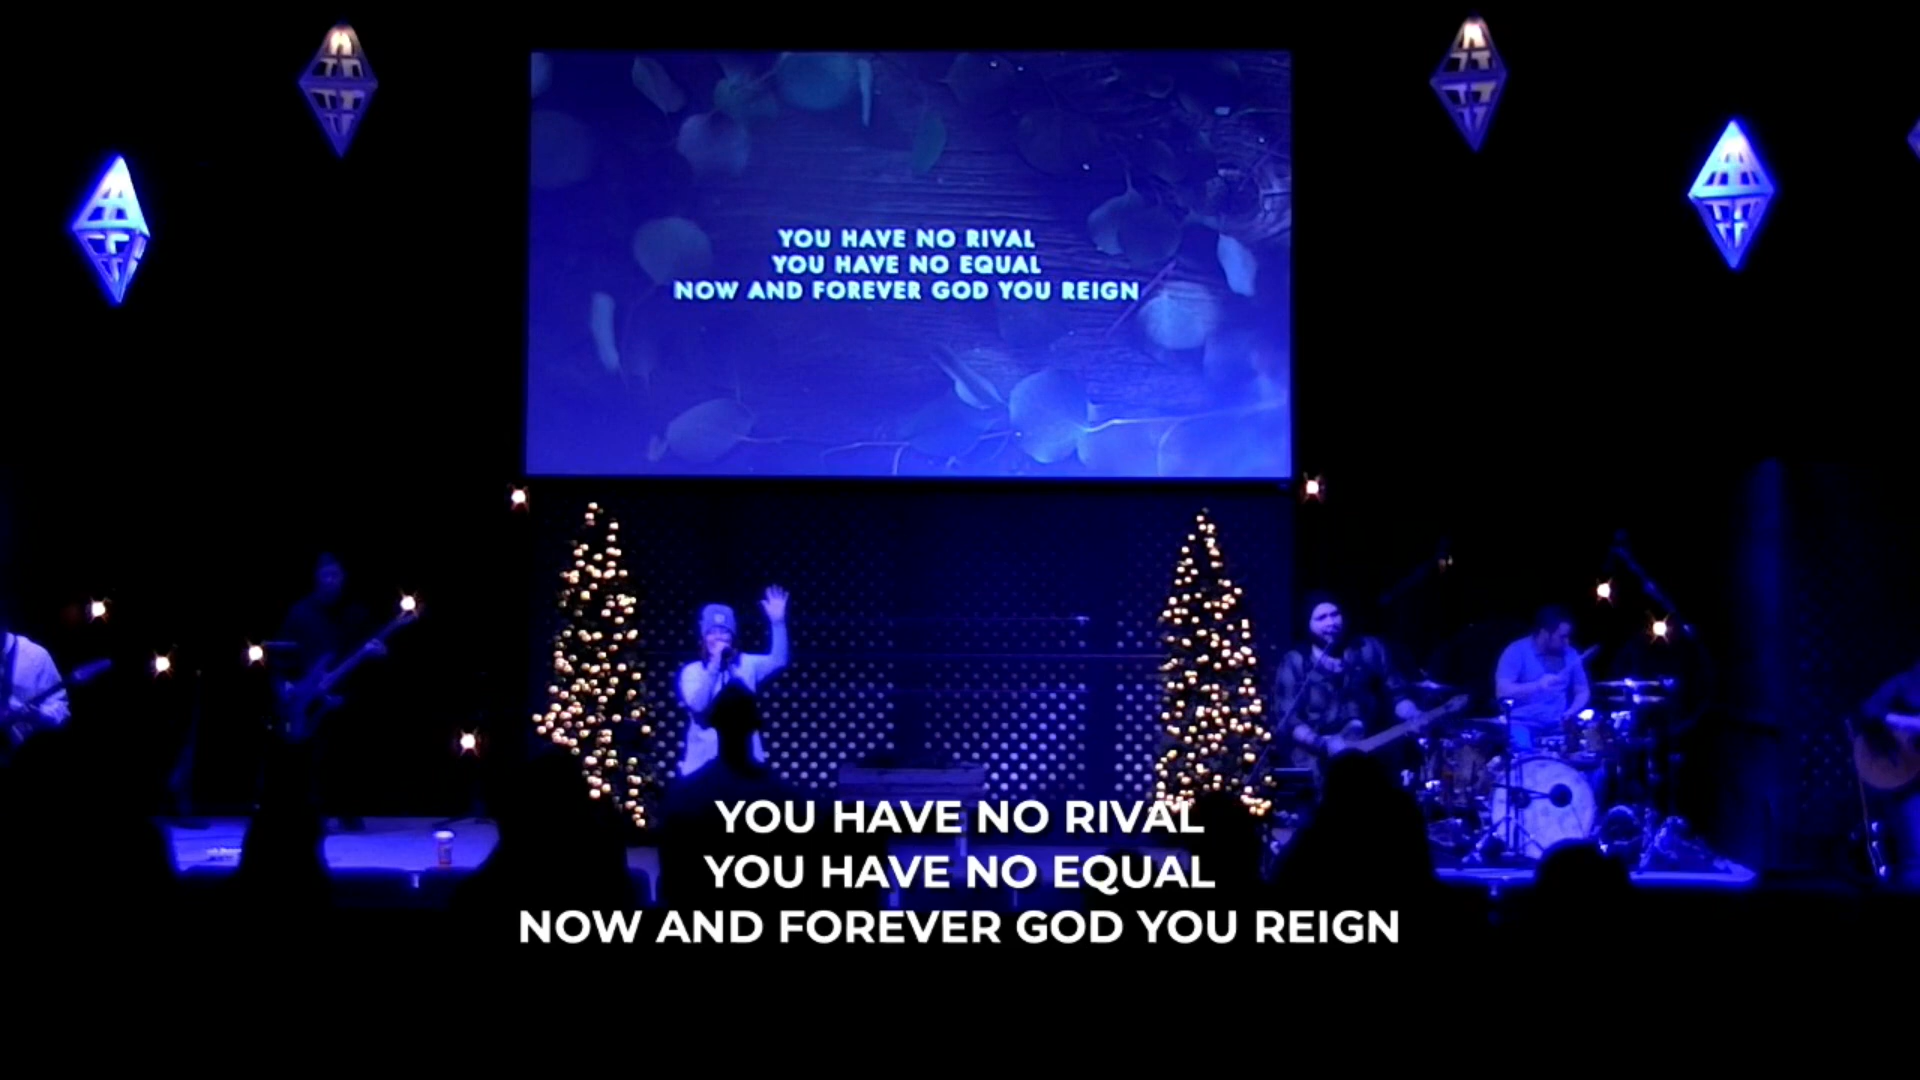 YOU HAVE NO RIVAL
YOU HAVE NO EQUAL
NOW AND FOREVER GOD YOU REIGN
YOU HAVE NO RIVAL
YOU HAVE NO EQUAL
NOW AND FOREVER GOD YOU REIGN